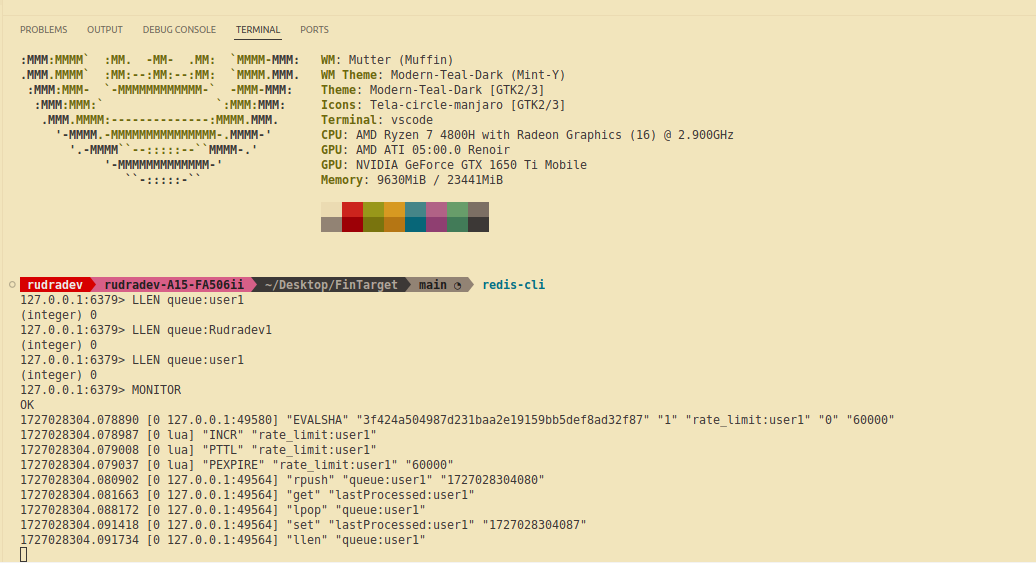 PROBLEMS OUTPUT DEBUG CONSOLE TERMINAL PORTS
:MMM:MMMM` :MM. -MM- .MM: `MMMM-MMM: WM: Mutter (Muffin)
.MMM.MMMM` :MM:--:MM:--:MM: `MMMM.MMM. WM Theme: Modern-Teal-Dark (Mint-Y)
:MMM:MMM- `-MMMMMMMMMMMM-` -MMM-MMM: Theme: Modern-Teal-Dark [GTK2/3]
:MMM:MMM:` `:MMM:MMM: Icons: Tela-circle-manjaro [GTK2/3]
.MMM.MMMM:--------------:MMMM.MMM. Terminal: vscode
'-MMMM.-MMMMMMMMMMMMMMM-.MMMM-' CPU: AMD Ryzen 7 4800H with Radeon Graphics (16) @ 2.900GHz
'.-MMMM``--:::::--``MMMM-.' GPU: AMD ATI 05:00.0 Renoir
'-MMMMMMMMMMMMM-' GPU: NVIDIA GeForce GTX 1650 Ti Mobile
``-:::::-`` Memory: 9630MiB / 23441MiB
rudradev rudradev-A15-FA506ii ~/Desktop/FinTarget main redis-cli
127.0.0.1:6379> LLEN queue:user1
(integer) 0
127.0.0.1:6379> LLEN queue:Rudradev1
(integer) 0
127.0.0.1:6379> LLEN queue:user1
(integer) 0
127.0.0.1:6379> MONITOR
OK
1727028304.078890 [0 127.0.0.1:49580] "EVALSHA" "3f424a504987d231baa2e19159bb5def8ad32f87" "1" "rate_limit:user1" "0" "60000"
1727028304.078987 [0 lua] "INCR" "rate_limit:user1"
1727028304.079008 [0 lua] "PTTL" "rate_limit:user1"
1727028304.079037 [0 lua] "PEXPIRE" "rate_limit:user1" "60000"
1727028304.080902 [0 127.0.0.1:49564] "rpush" "queue:user1" "1727028304080"
1727028304.081663 [0 127.0.0.1:49564] "get" "lastProcessed:user1"
1727028304.088172 [0 127.0.0.1:49564] "lpop" "queue:user1"
1727028304.091418 [0 127.0.0.1:49564] "set" "lastProcessed:user1" "1727028304087"
1727028304.091734 [0 127.0.0.1:49564] "llen" "queue:user1"